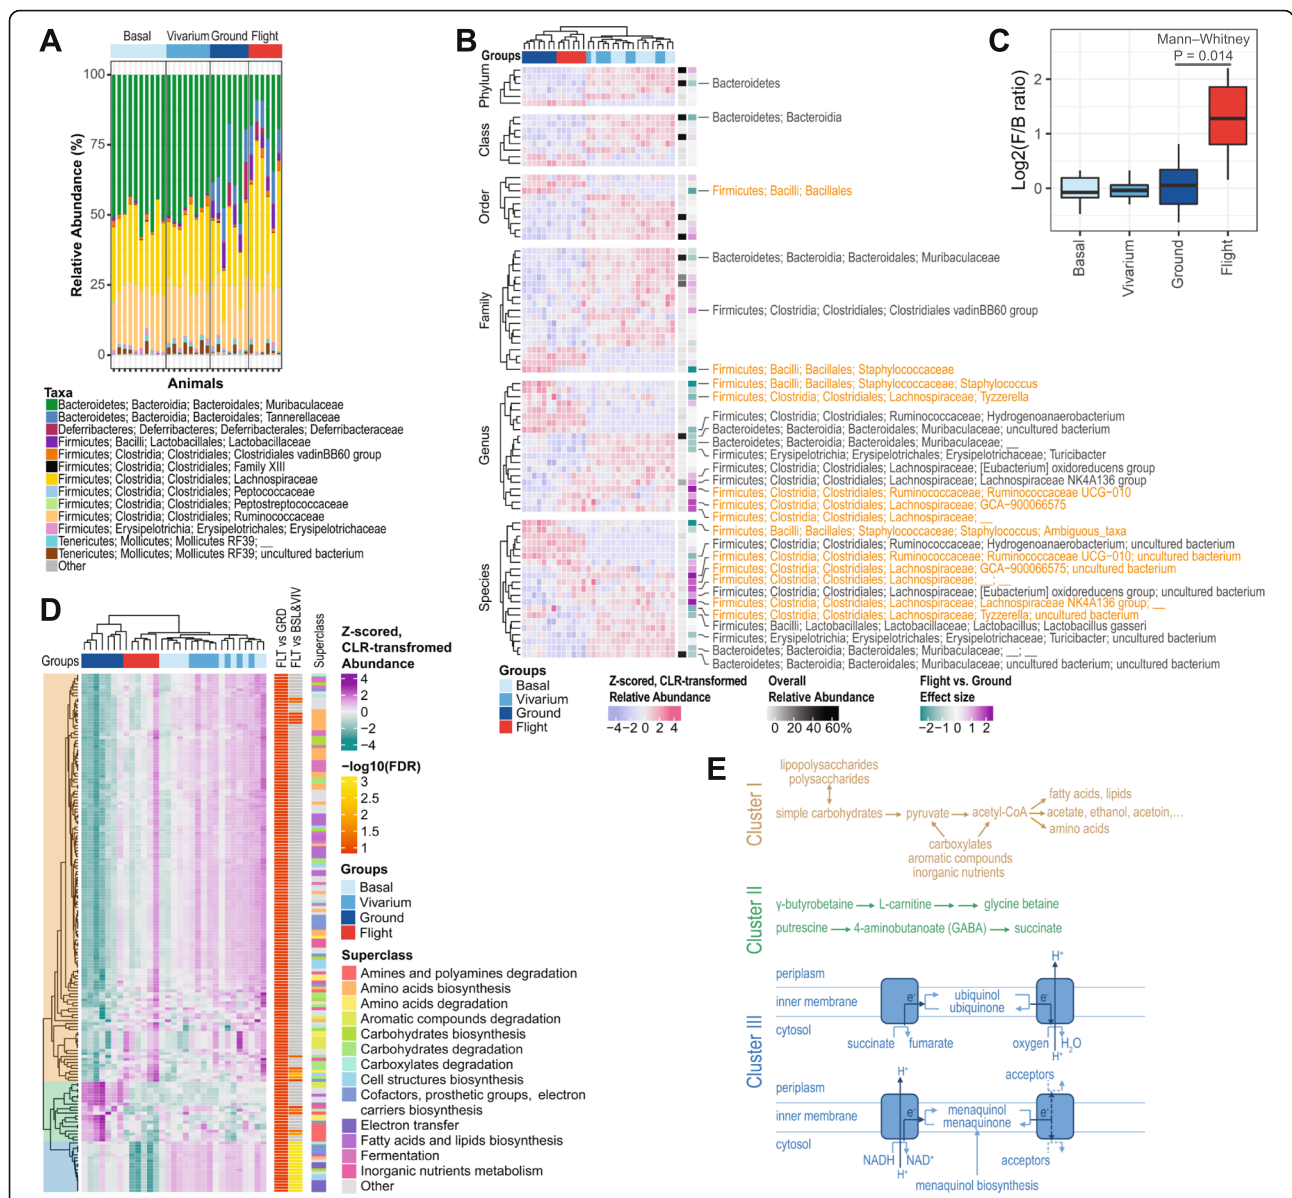 A
Basal
Vivarium
Ground
Flight
100
75
50
25
0
Relative Abundance (%)
Animals
Taxa
Bacteroidetes; Bacteroidia; Bacteroidales; Muribaculaceae
Bacteroidetes; Bacteroidia; Bacteroidales; Tannerellaceae
Deferribacteres; Deferribacteres; Deferribacterales; Deferribacteraceae
Firmicutes; Bacilli; Lactobacillales; Lactobacillaceae
Firmicutes; Clostridia; Clostridiales; Clostridiales vadinBB60 group
Firmicutes; Clostridia; Clostridiales; Family XIII
Firmicutes; Clostridia; Clostridiales; Lachnospiraceae
Firmicutes; Clostridia; Clostridiales; Peptococcaceae
Firmicutes; Clostridia; Clostridiales; Peptostreptococcaceae
Firmicutes; Clostridia; Clostridiales; Ruminococcaceae
Firmicutes; Erysipelotrichia; Erysipelotrichales; Erysipelotrichaceae
Tenericutes; Mollicutes; Mollicutes RF39; __
Tenericutes; Mollicutes; Mollicutes RF39; uncultured bacterium
Other
B
Groups
Phylum
Class
Order
Family
Genus
Species
Bacteroidetes
Bacteroidetes; Bacteroidia
Firmicutes; Bacilli; Bacillales
Bacteroidetes; Bacteroidia; Bacteroidales; Muribaculaceae
Firmicutes; Clostridia; Clostridiales; Clostridiales vadinBB60 group
Firmicutes; Bacilli; Bacillales; Staphylococcaceae
Firmicutes; Bacilli; Bacillales; Staphylococcaceae; Staphylococcus
Firmicutes; Clostridia; Clostridiales; Lachnospiraceae; Tyzzerella
Firmicutes; Clostridia; Clostridiales; Ruminococcaceae; Hydrogenoanaerobacterium
Bacteroidetes; Bacteroidia; Bacteroidales; Muribaculaceae; uncultured bacterium
Bacteroidetes; Bacteroidia; Bacteroidales; Muribaculaceae; __
Firmicutes; Erysipelotrichia; Erysipelotrichales; Erysipelotrichaceae; Turicibacter
Firmicutes; Clostridia; Clostridiales; Lachnospiraceae; [Eubacterium] oxidoreducens group
Firmicutes; Clostridia; Clostridiales; Lachnospiraceae; Lachnospiraceae NK4A136 group
Firmicutes; Clostridia; Clostridiales; Ruminococcaceae; Ruminococcaceae UCG−010
Firmicutes; Clostridia; Clostridiales; Lachnospiraceae; GCA−900066575
Firmicutes; Clostridia; Clostridiales; Lachnospiraceae; __
Firmicutes; Bacilli; Bacillales; Staphylococcaceae; Staphylococcus; Ambiguous_taxa
Firmicutes; Clostridia; Clostridiales; Ruminococcaceae; Hydrogenoanaerobacterium; uncultured bacterium
Firmicutes; Clostridia; Clostridiales; Ruminococcaceae; Ruminococcaceae UCG−010; uncultured bacterium
Firmicutes; Clostridia; Clostridiales; Lachnospiraceae; GCA−900066575; uncultured bacterium
Firmicutes; Clostridia; Clostridiales; Lachnospiraceae; __; __
Firmicutes; Clostridia; Clostridiales; Lachnospiraceae; [Eubacterium] oxidoreducens group; uncultured bacterium
Firmicutes; Clostridia; Clostridiales; Lachnospiraceae; Lachnospiraceae NK4A136 group; __
Firmicutes; Clostridia; Clostridiales; Lachnospiraceae; Tyzzerella; uncultured bacterium
Firmicutes; Bacilli; Lactobacillales; Lactobacillaceae; Lactobacillus; Lactobacillus gasseri
Firmicutes; Erysipelotrichia; Erysipelotrichales; Erysipelotrichaceae; Turicibacter; uncultured bacterium
Bacteroidetes; Bacteroidia; Bacteroidales; Muribaculaceae; __; __
Bacteroidetes; Bacteroidia; Bacteroidales; Muribaculaceae; uncultured bacterium; uncultured bacterium
Groups
Basal
Vivarium
Ground
Flight
Z-scored, CLR-transformed
Relative Abundance
−4−2 0 2 4
Overall
Relative Abundance
0 20 40 60%
Flight vs. Ground
Effect size
−2−1 0 1 2
C
Mann−Whitney
P = 0.014
Log2(F/B ratio)
2
1
0
Basal
Vivarium
Ground
Flight
D
Groups
FLT vs GRD
FLT vs BSL&VIV
Superclass
Z-scored,
CLR-transfromed
Abundance
4
2
0
−2
−4
−log10(FDR)
3
2.5
2
1.5
1
Groups
Basal
Vivarium
Ground
Flight
Superclass
Amines and polyamines degradation
Amino acids biosynthesis
Amino acids degradation
Aromatic compounds degradation
Carbohydrates biosynthesis
Carbohydrates degradation
Carboxylates degradation
Cell structures biosynthesis
Cofactors, prosthetic groups, electron
carriers biosynthesis
Electron transfer
Fatty acids and lipids biosynthesis
Fermentation
Inorganic nutrients metabolism
Other
E
Cluster I
lipopolysaccharides
polysaccharides
simple carbohydrates
pyruvate
acetyl-CoA
fatty acids, lipids
acetate, ethanol, acetoin,...
amino acids
carboxylates
aromatic compounds
inorganic nutrients
Cluster II
γ-butyrobetaine
L-carnitine
glycine betaine
putrescine
4-aminobutanoate (GABA)
succinate
Cluster III
H⁺
periplasm
inner membrane
cytosol
e⁻
ubiquinol
ubiquinone
e⁻
succinate
fumarate
oxygen
H₂O
H⁺
H⁺
acceptors
periplasm
inner membrane
cytosol
e⁻
menaquinol
menaquinone
e⁻
NADH
NAD⁺
H⁺
acceptors
menaquinol biosynthesis